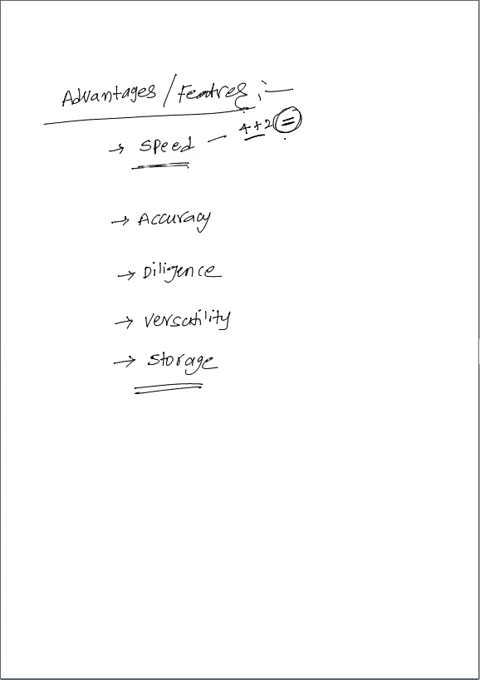 Advantages / Features :—
→ Speed — 4+2 =
→ Accuracy
→ Diligence
→ Versatility
→ Storage